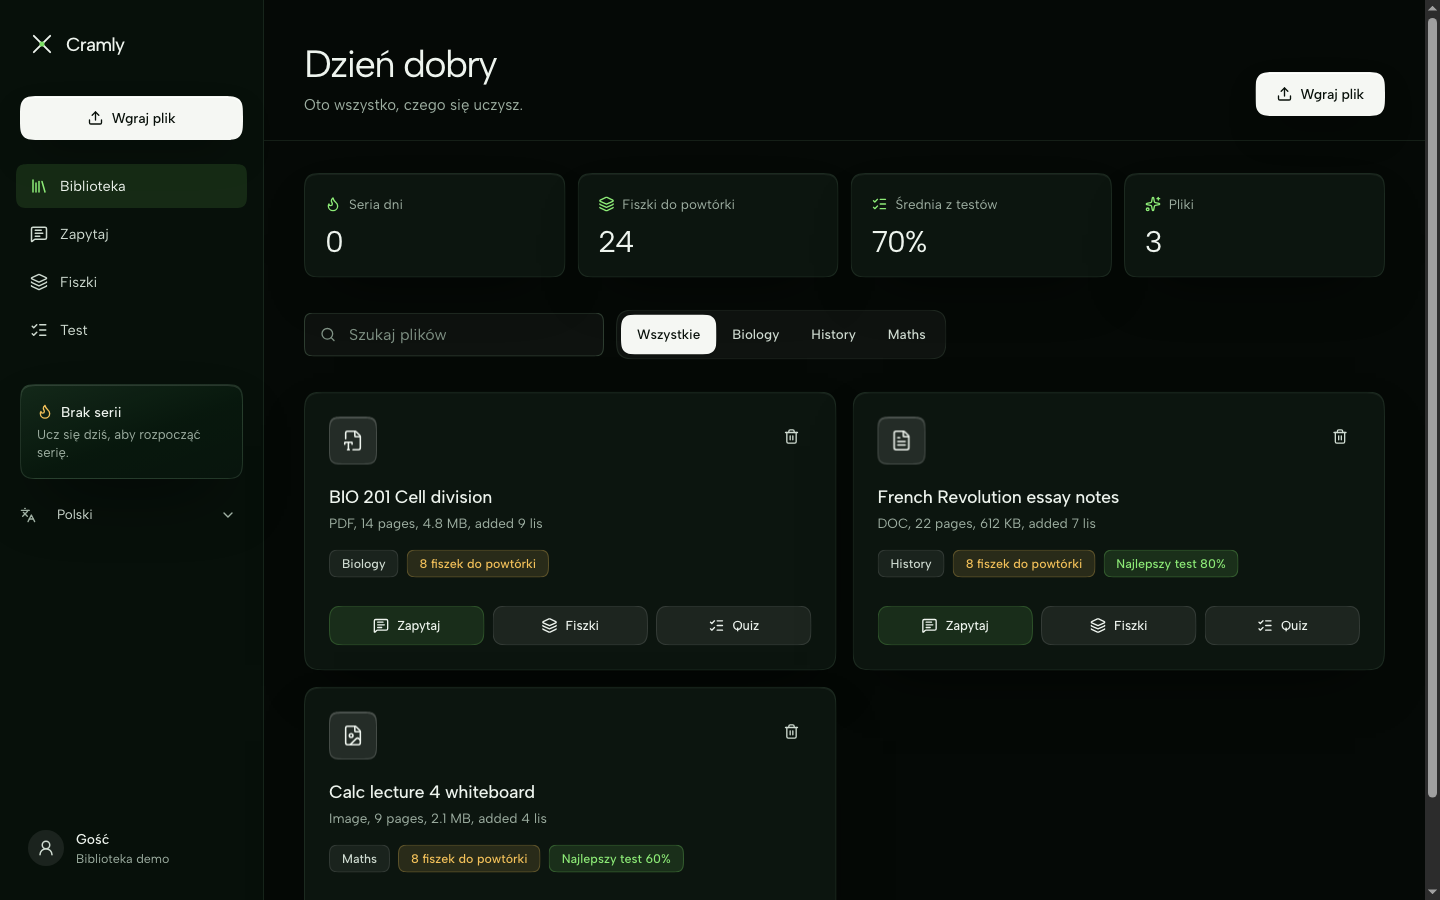 Cramly
Wgraj plik
Biblioteka
Zapytaj
Fiszki
Test
Brak serii
Ucz się dziś, aby rozpocząć
serię.
Polski
Gość
Biblioteka demo
Dzień dobry
Oto wszystko, czego się uczysz.
Wgraj plik
Seria dni
0
Fiszki do powtórki
24
Średnia z testów
70%
Pliki
3
Szukaj plików
Wszystkie Biology History Maths
BIO 201 Cell division
PDF, 14 pages, 4.8 MB, added 9 lis
Biology 8 fiszek do powtórki
Zapytaj Fiszki Quiz
French Revolution essay notes
DOC, 22 pages, 612 KB, added 7 lis
History 8 fiszek do powtórki Najlepszy test 80%
Zapytaj Fiszki Quiz
Calc lecture 4 whiteboard
Image, 9 pages, 2.1 MB, added 4 lis
Maths 8 fiszek do powtórki Najlepszy test 60%